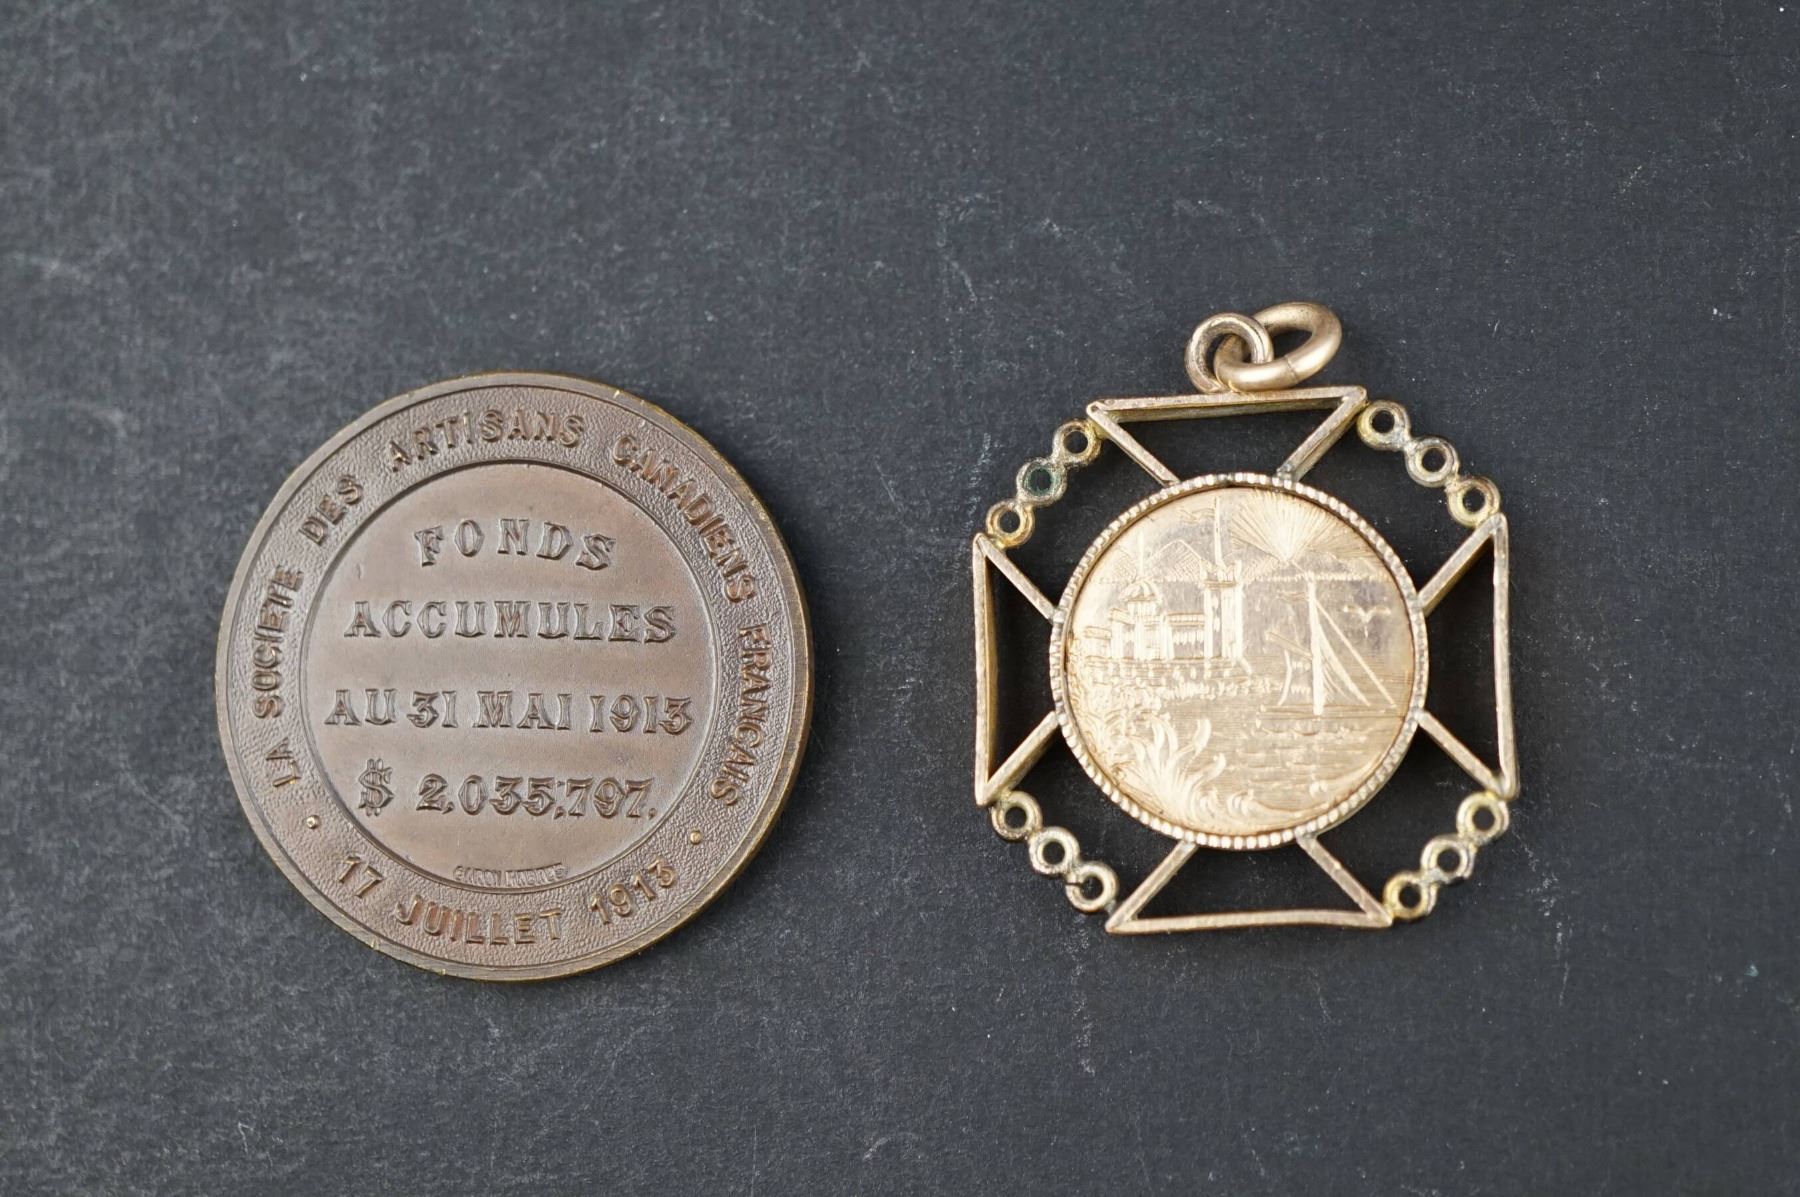 LA SOCIETE DES ARTISANS CANADIENS FRANCAIS
FONDS
ACCUMULES
AU 31 MAI 1913
$ 2,035,797.
17 JUILLET 1913